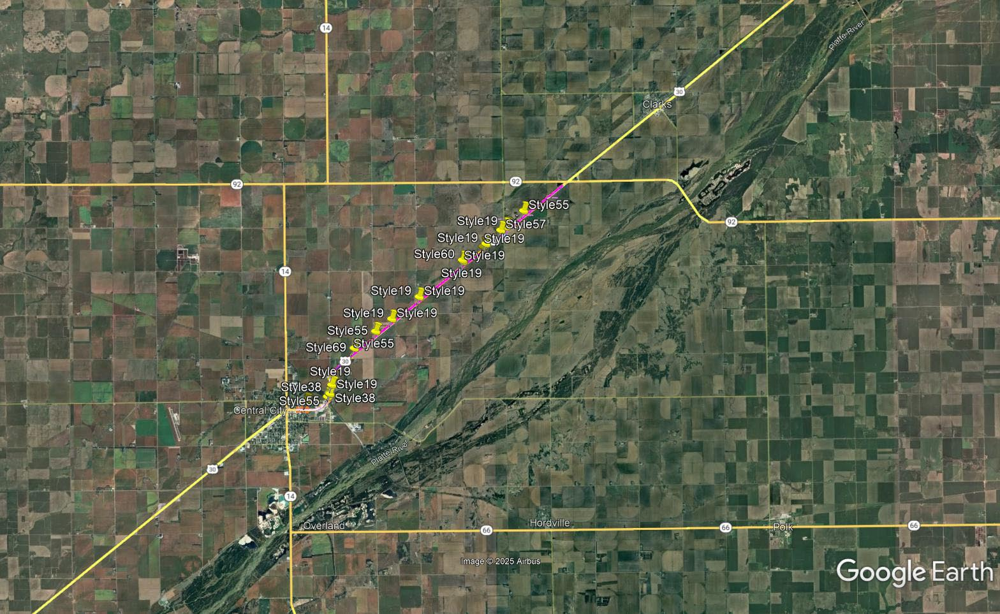 14
Platte River
30
Clarks
92
92
Style55
92
Style19
Style57
Style19
Style19
Style60
Style19
14
Style19
Style19
Style19
Style19
Style19
Style55
Style69
Style55
30
Style19
Style38
Style19
Style55
Style38
Central City
Platte River
30
14
Overland
66
Hordville
66
Polk
66
Image © 2025 Airbus
Google Earth